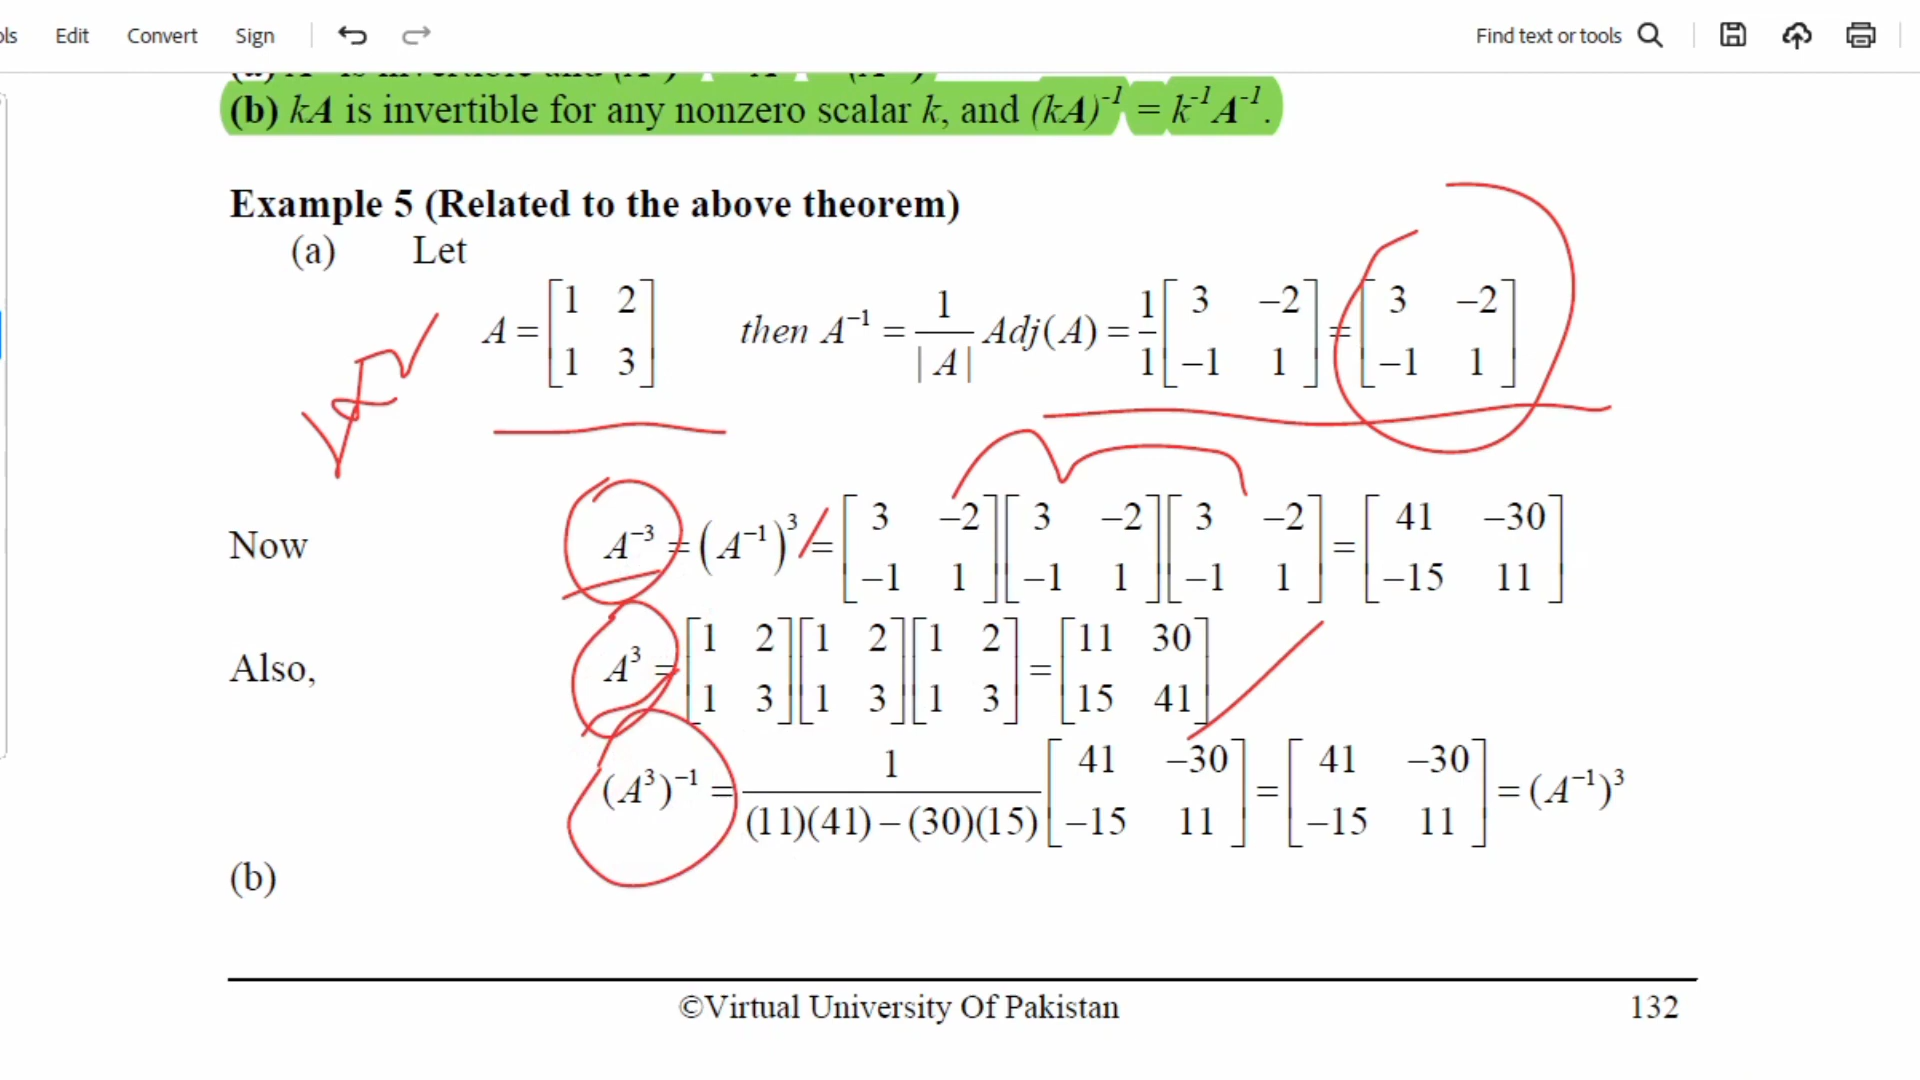 Edit Convert Sign Find text or tools
(b) kA is invertible for any nonzero scalar k, and (kA)⁻¹ = k⁻¹A⁻¹.
Example 5 (Related to the above theorem)
(a) Let
A = [1 2; 1 3] then A⁻¹ = 1/|A| Adj(A) = 1/1 [3 −2; −1 1] = [3 −2; −1 1]
Now A⁻³ = (A⁻¹)³ = [3 −2; −1 1][3 −2; −1 1][3 −2; −1 1] = [41 −30; −15 11]
Also, A³ = [1 2; 1 3][1 2; 1 3][1 2; 1 3] = [11 30; 15 41]
(A³)⁻¹ = 1/((11)(41) − (30)(15)) [41 −30; −15 11] = [41 −30; −15 11] = (A⁻¹)³
(b)
©Virtual University Of Pakistan 132